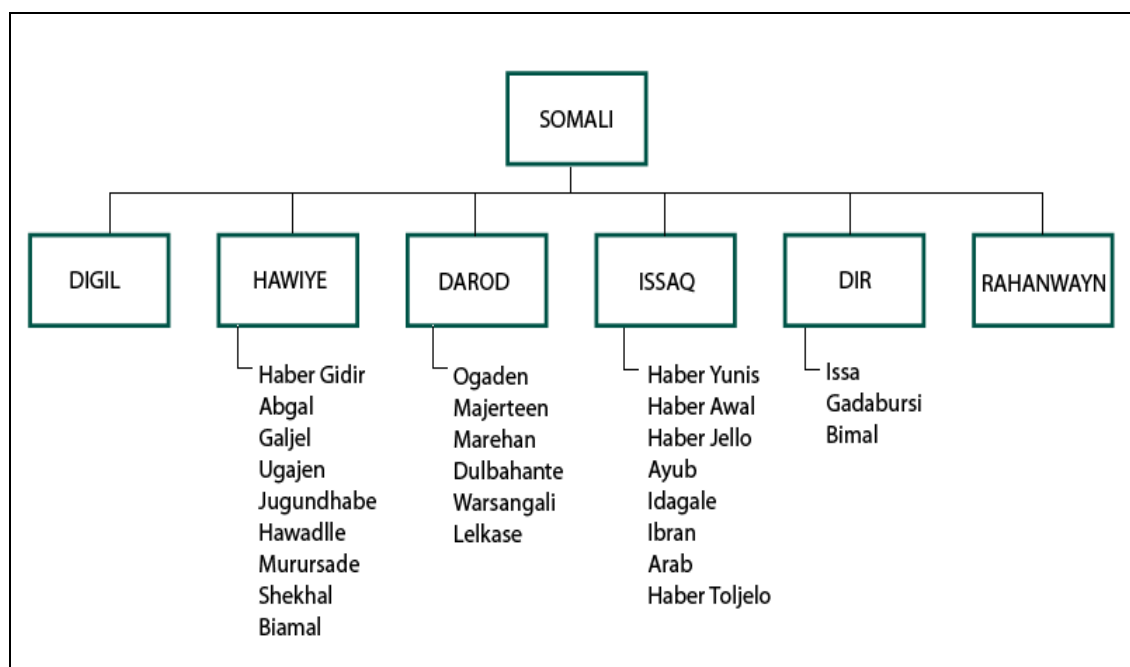 SOMALI
DIGIL
HAWIYE
DAROD
ISSAQ
DIR
RAHANWAYN
Haber Gidir
Abgal
Galjel
Ugajen
Jugundhabe
Hawadlle
Murursade
Shekhal
Biamal
Ogaden
Majerteen
Marehan
Dulbahante
Warsangali
Lelkase
Haber Yunis
Haber Awal
Haber Jello
Ayub
Idagale
Ibran
Arab
Haber Toljelo
Issa
Gadabursi
Bimal